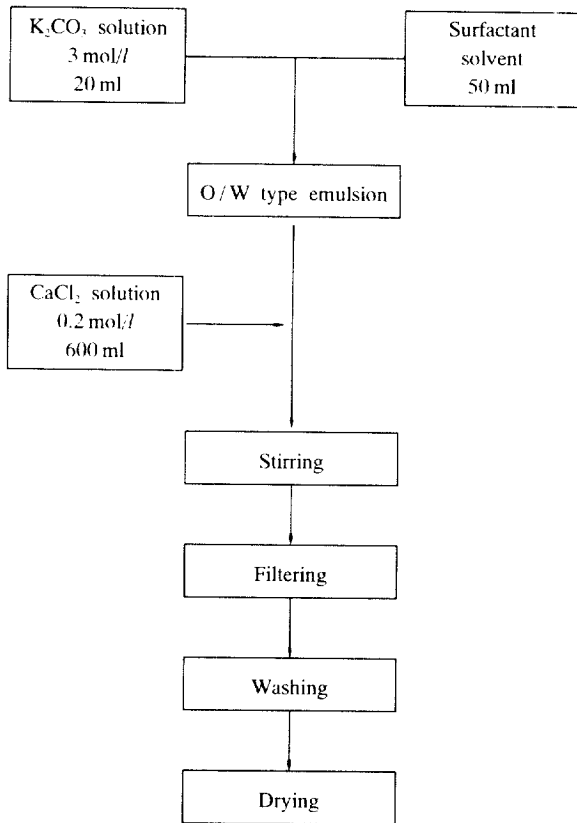 K₂CO₃ solution
3 mol/l
20 ml
Surfactant
solvent
50 ml
O/W type emulsion
CaCl₂ solution
0.2 mol/l
600 ml
Stirring
Filtering
Washing
Drying